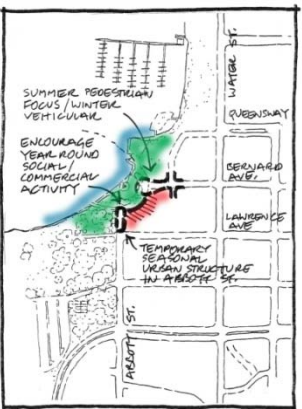 WATER ST.
SUMMER PEDESTRIAN
FOCUS/WINTER
VEHICULAR
QUEENSWAY
ENCOURAGE
YEAR ROUND
SOCIAL/
COMMERCIAL
ACTIVITY
BERNARD
AVE.
LAWRENCE
AVE
TEMPORARY
SEASONAL
URBAN STRUCTURE
IN ABBOTT ST.
ABBOTT ST.